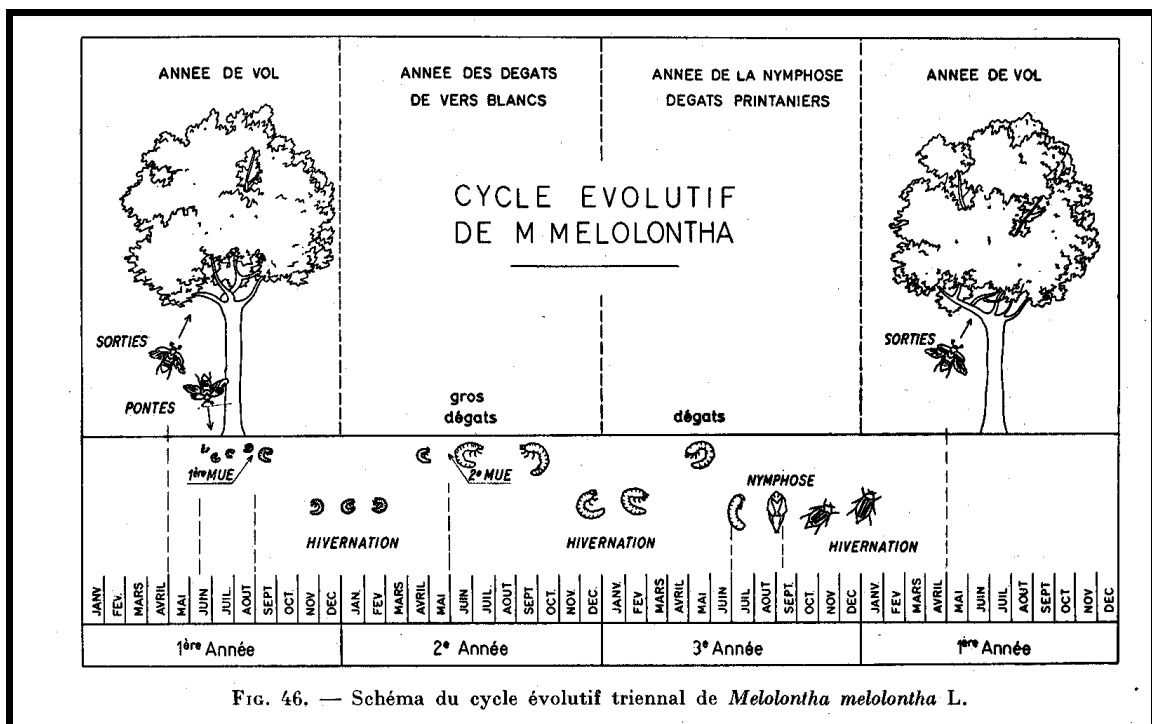 ANNEE DE VOL
ANNEE DES DEGATS
DE VERS BLANCS
ANNEE DE LA NYMPHOSE
DEGATS PRINTANIERS
ANNEE DE VOL
CYCLE EVOLUTIF
DE M MELOLONTHA
SORTIES
PONTES
gros
dégats
dégats
SORTIES
1ère MUE
2e MUE
NYMPHOSE
HIVERNATION
HIVERNATION
HIVERNATION
JANV FEV. MARS AVRIL MAI JUIN JUIL. AOUT SEPT OCT. NOV DEC
JAN. FEV MARS AVRIL MAI JUIN JUIL AOUT SEPT OCT. NOV. DEC.
JANV FEV MARS AVRIL MAI JUIN JUIL AOUT SEPT. OCT NOV DEC
JANV FEV MARS AVRIL MAI JUIN JUIL AOUT SEPT OCT NOV DEC
1ère Année
2e Année
3e Année
1ère Année
FIG. 46. — Schéma du cycle évolutif triennal de Melolontha melolontha L.